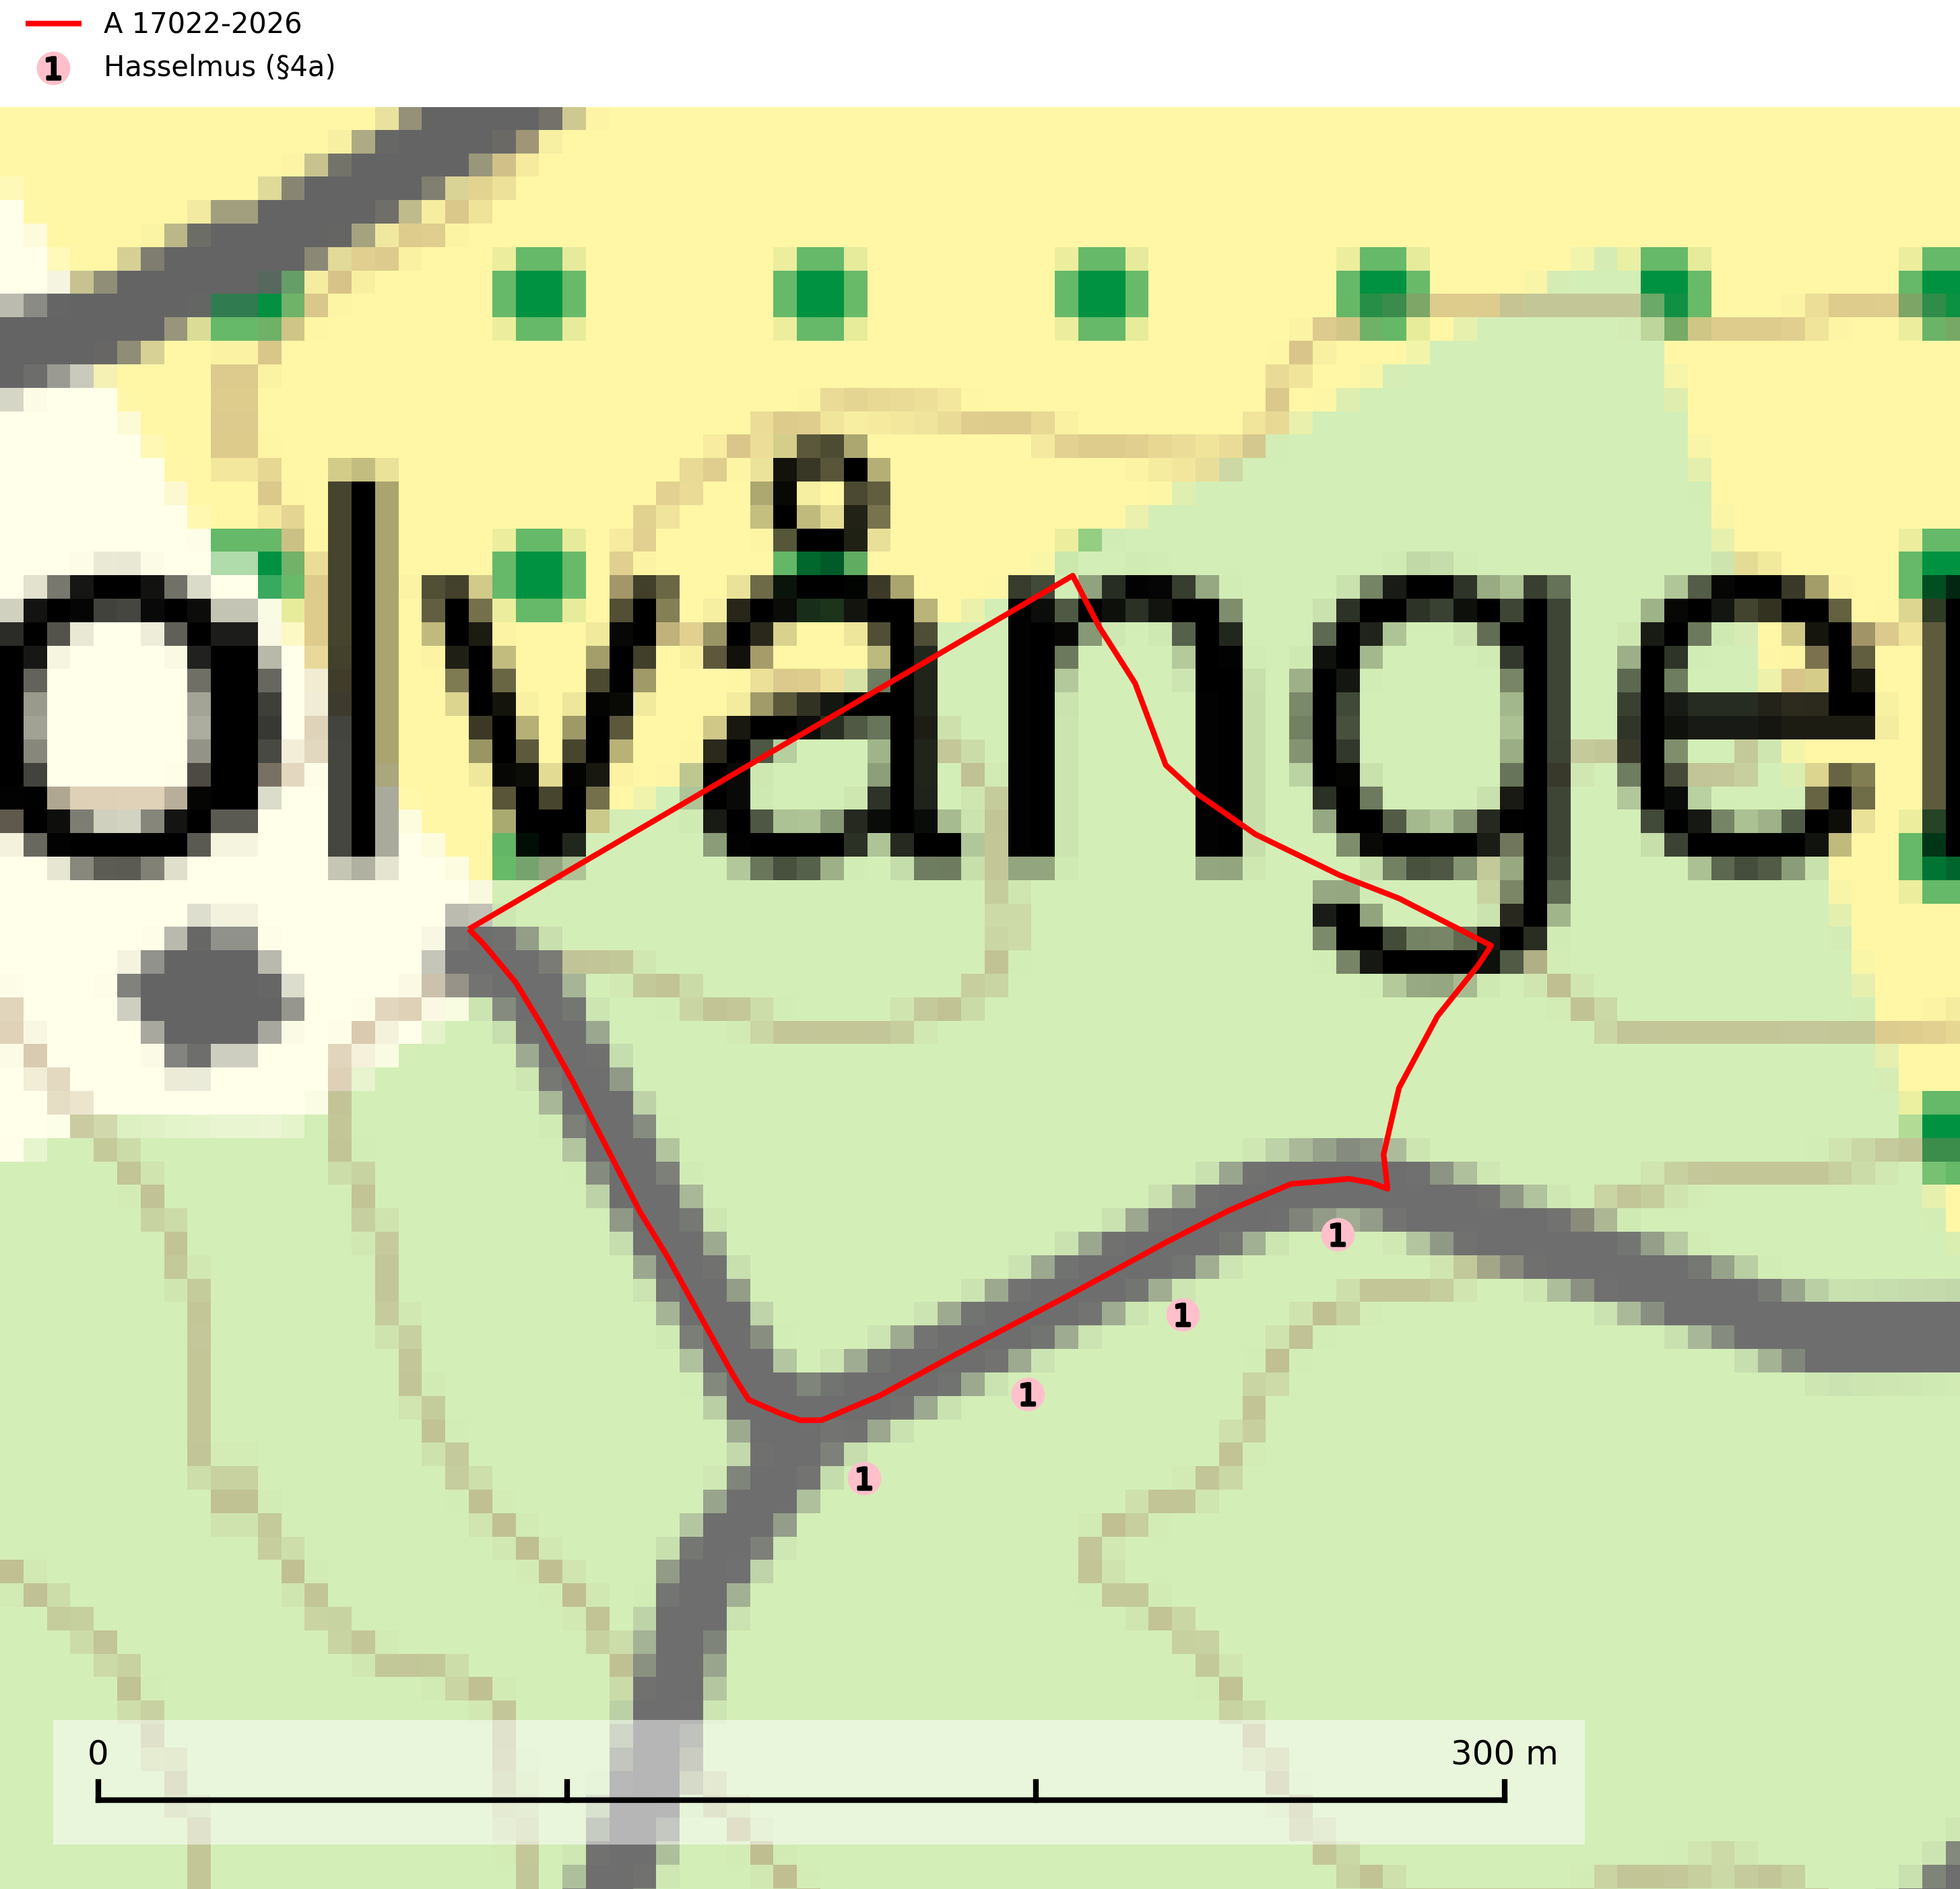 A 17022-2026
1 Hasselmus (§4a)
olvånge
1
1
1
1
0 300 m